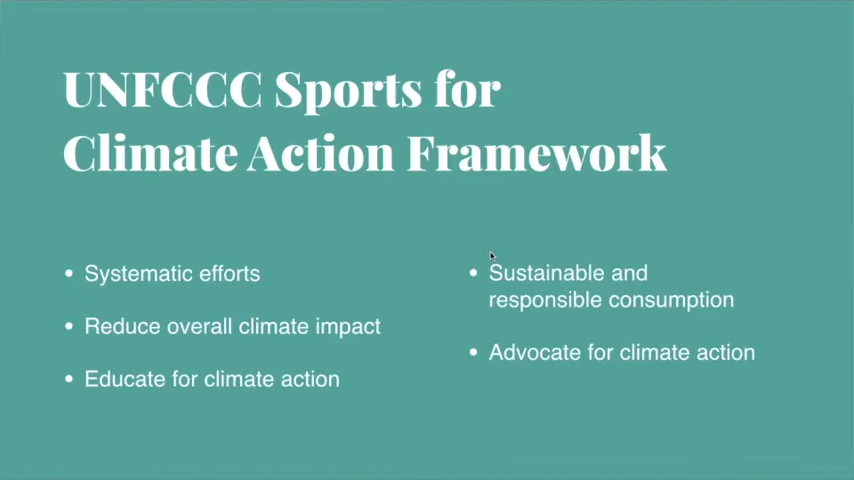 UNFCCC Sports for
Climate Action Framework
• Systematic efforts
• Reduce overall climate impact
• Educate for climate action
• Sustainable and
responsible consumption
• Advocate for climate action